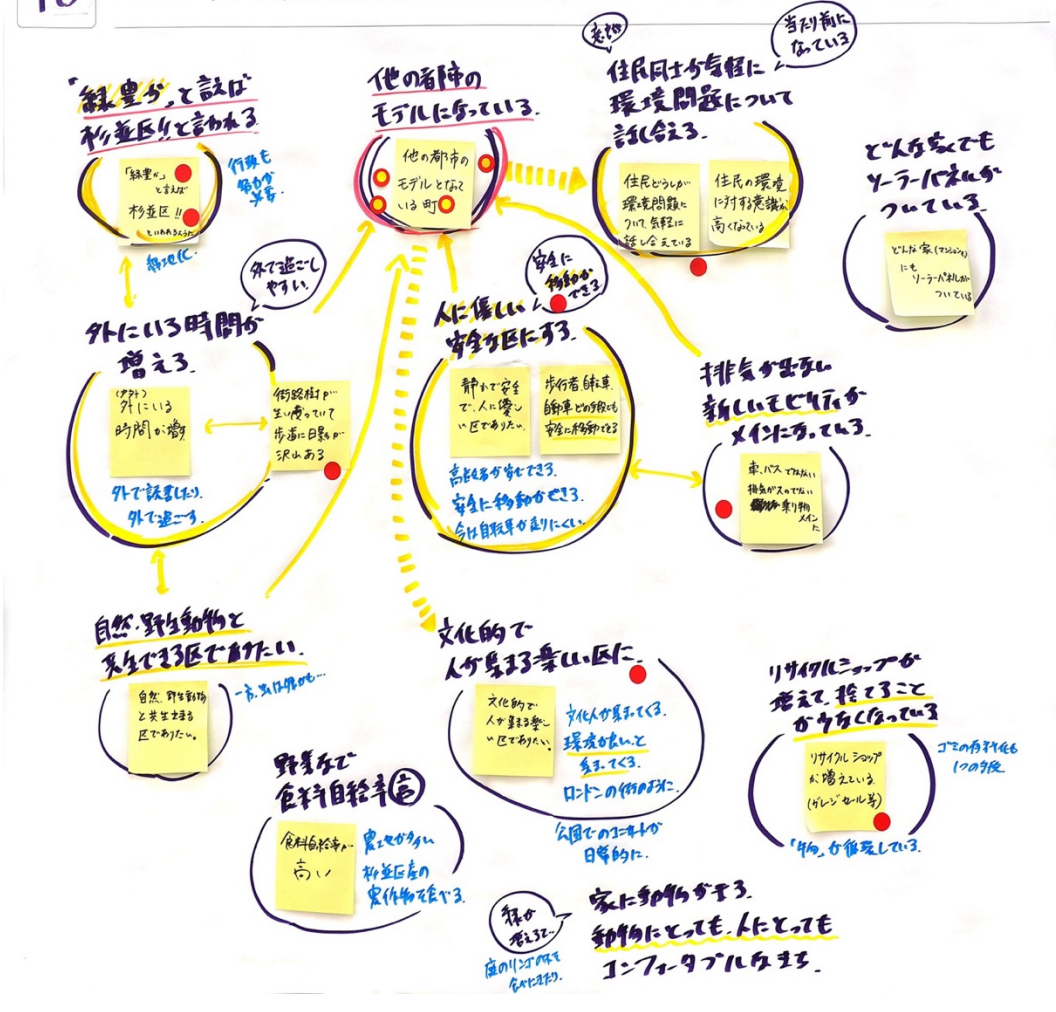 10
「緑豊か」と言えば
杉並区!!と言われる
「緑豊か」
と言えば
杉並区!!
といわれるように
行政も
努力が
必要
緑地化
他の都市の
モデルになっている.
他の都市の
モデルとなって
いる町
当たり前に
なっている
住民同士が気軽に
環境問題について
話し合える.
住民どうしが
環境問題に
ついて気軽に
話し合えている
住民の環境
に対する意識が
高くなっている
どんな家でも
ソーラーパネルが
ついている
どんな家(マンションも)
にも
ソーラーパネルが
ついている
外で過ごし
やすい.
外にいる時間が
増える.
外にいる
時間が増す
街路樹が
生い茂っていて
歩道に日影が
沢山ある
外で読書したり.
外で過ごす.
安全に
移動が
できる
人に優しい
安全な区にする.
静かで安全
で、人に優し
い区でありたい.
歩行者、自転車、
自動車 どの手段でも
安全に移動できる
高齢者が安心できる.
安全に移動ができる.
今は自転車が走りにくい.
排気が出ない
新しいモビリティが
メインになっている.
車、バスでない
排気ガスのでない
乗り物
メイン
に
自然・野生動物と
共生できる区でありたい.
自然、野生動物
と共生できる
区でありたい。
文化的で
人が集まる楽しい区に.
文化的で
人が集まる楽し
い区でありたい。
文化人が集まってくる.
環境が良いと
集まってくる.
ロンドンの街のように.
公園でのコンサートが
日常的に.
リサイクルショップが
増えて、捨てること
が少なくなっている
リサイクル ショップ
が増えている.
(ガレージセール等)
ゴミの有料化も
1つの手段
「物」が循環している.
野菜など
食料自給率 高
食料自給率が
高い
農地が多い
杉並区産の
農作物を食べる.
緑が
増えるで…
庭のリンゴの木を
食べにきたり.
家に動物が来る.
動物にとっても、人にとっても
コンフォータブルなまち.